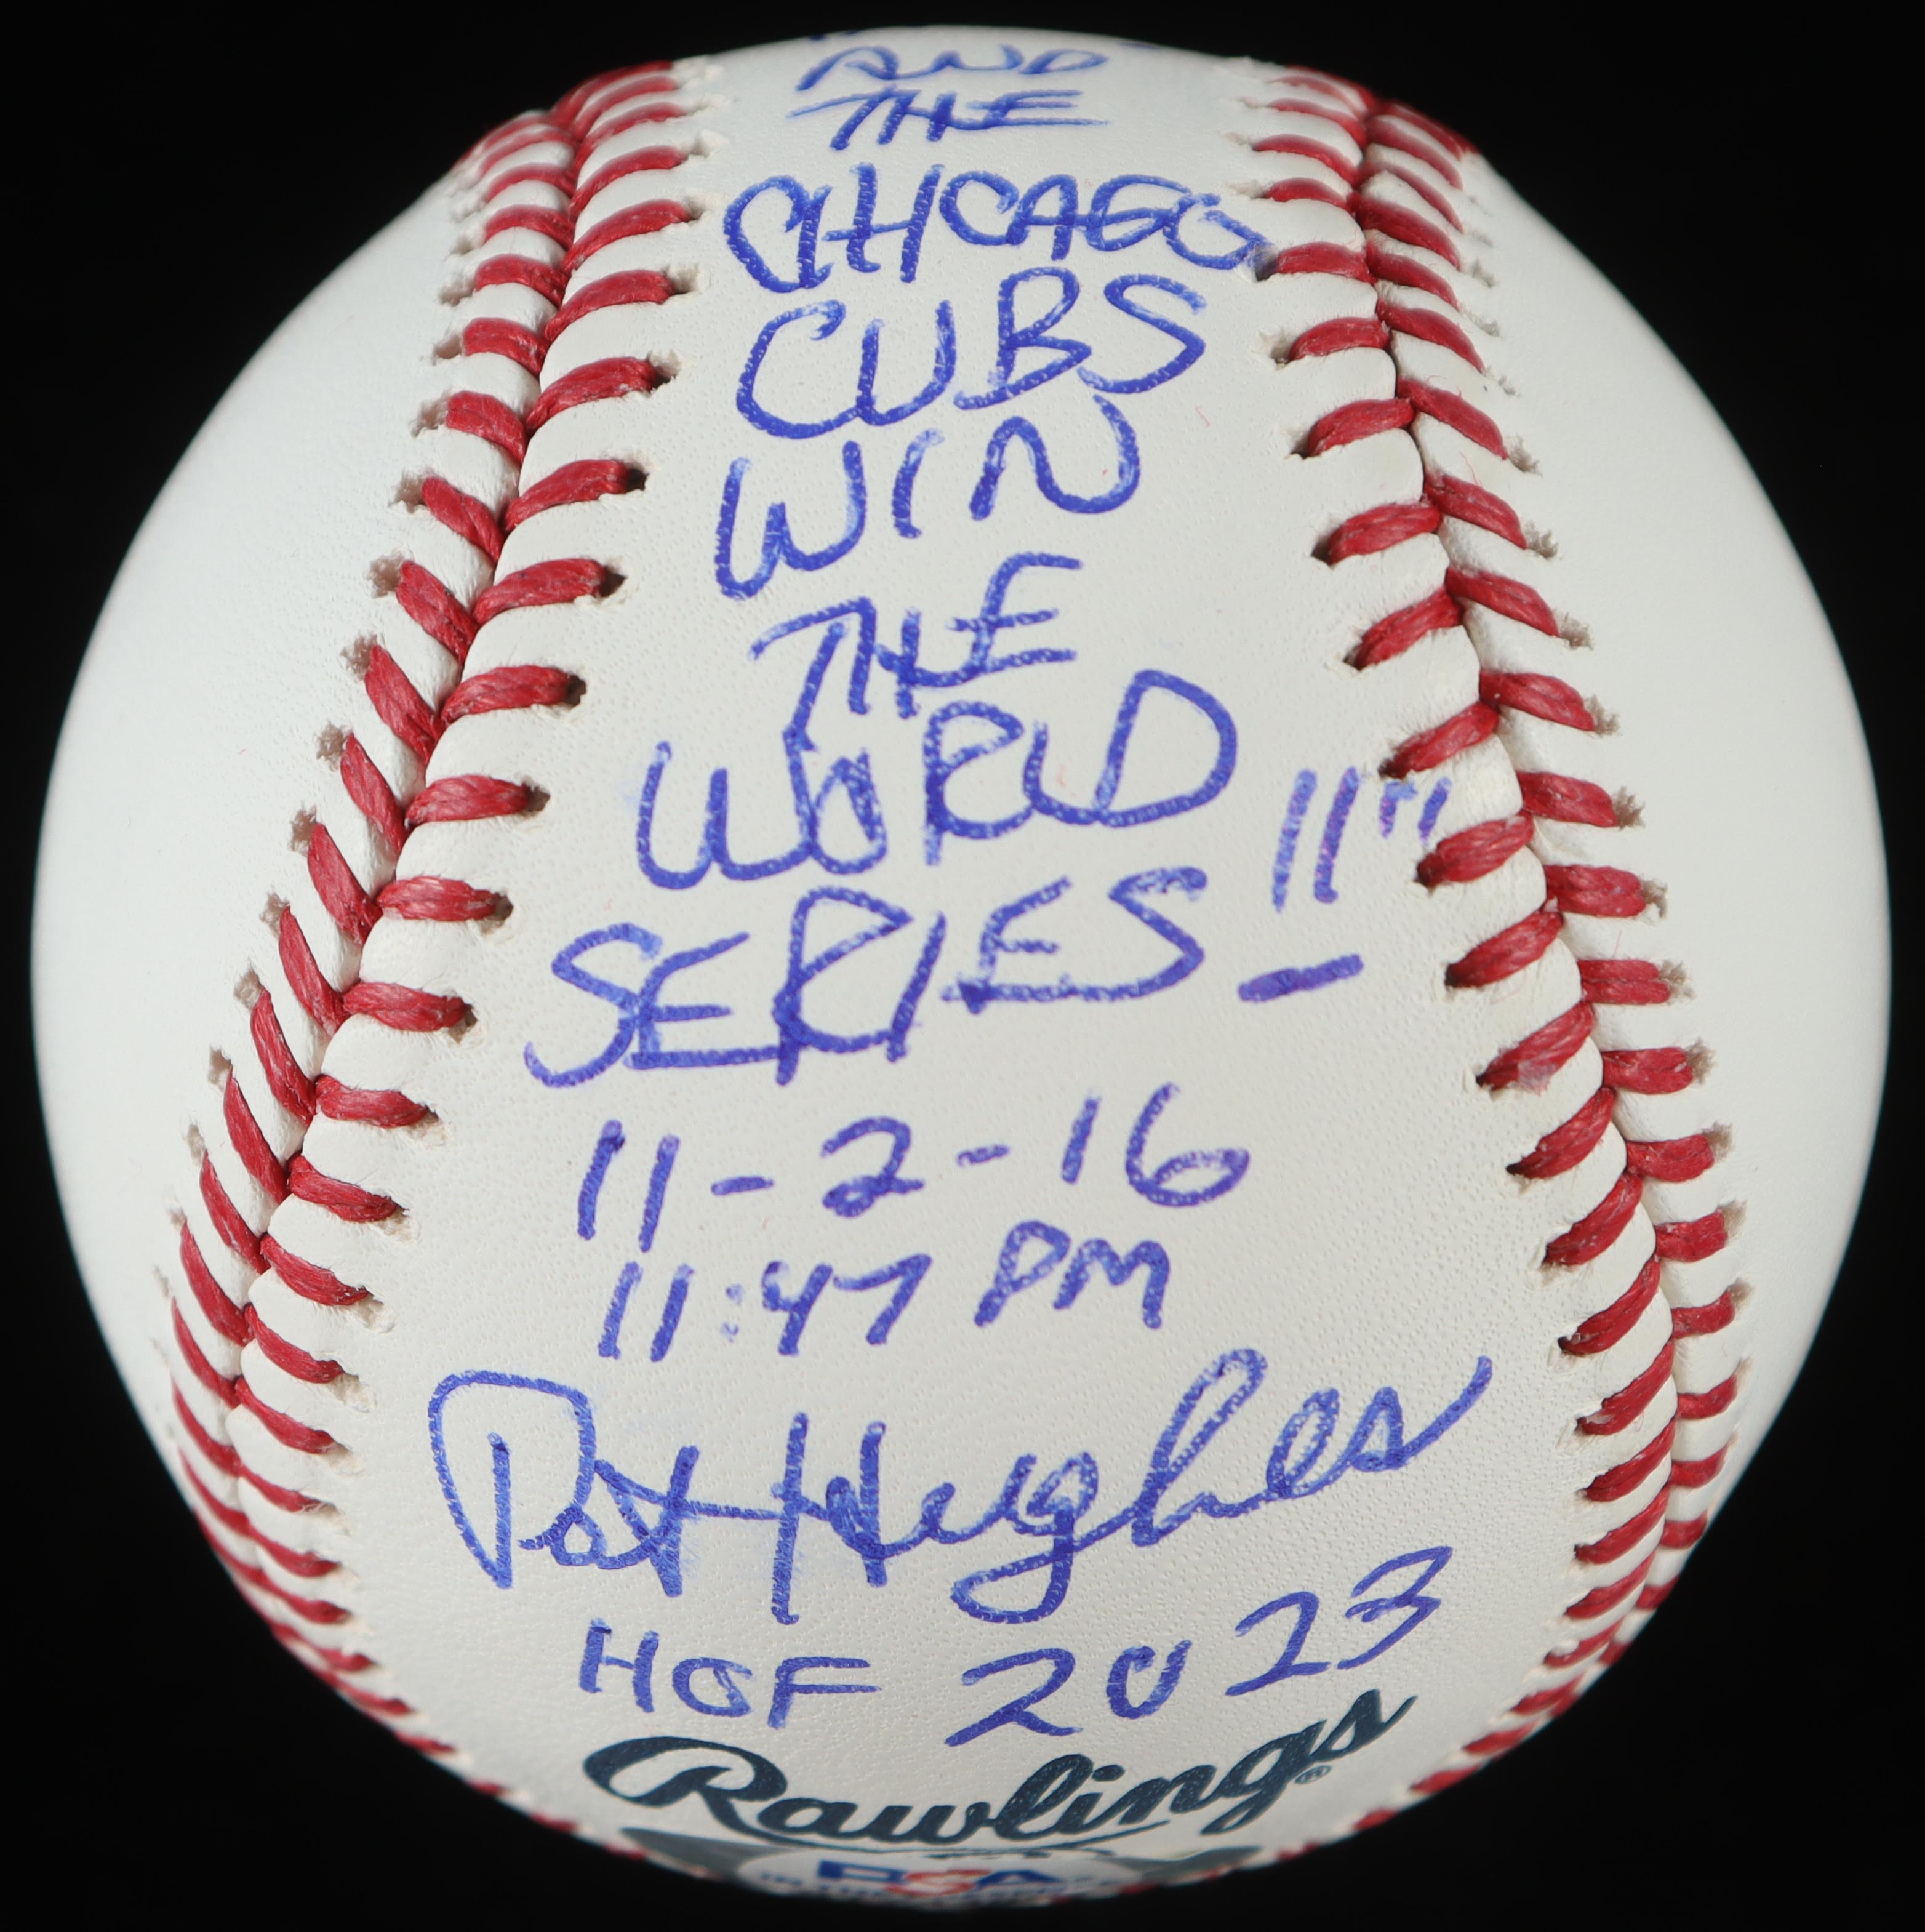 "AND
THE
CHICAGO
CUBS
WIN
THE
WORLD
SERIES !!"
11-2-16
11:47 PM
Pat Hughes
HOF 2023
Rawlings®
PSA